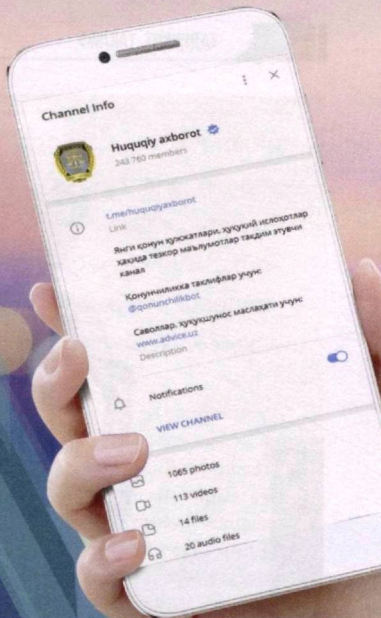 Channel Info
Huquqiy axborot
243 760 members
t.me/huquqiyaxborot
Link
Янги қонун ҳужжатлари, ҳуқуқий ислоҳотлар
ҳақида тезкор маълумотлар тақдим этувчи
канал
Қонунчиликка таклифлар учун:
@qonunchilikbot
Саволлар, ҳуқуқшунос маслаҳати учун:
www.advice.uz
Description
Notifications
VIEW CHANNEL
1065 photos
113 videos
14 files
20 audio files